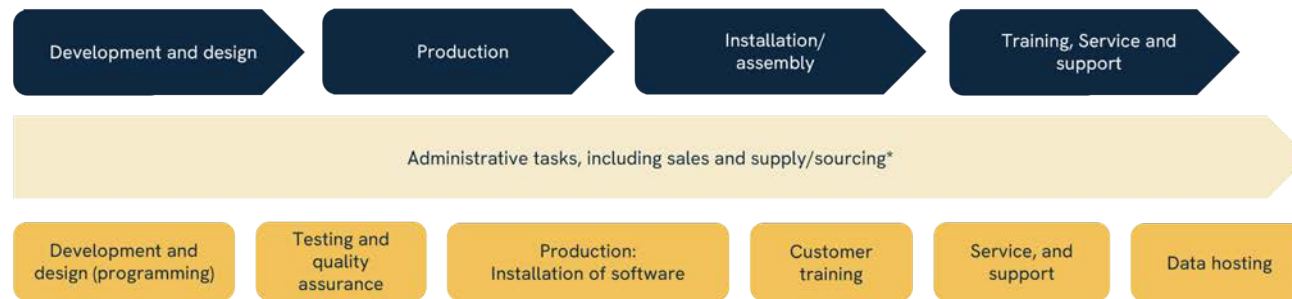 Development and design
Production
Installation/
assembly
Training, Service and
support
Administrative tasks, including sales and supply/sourcing*
Development and
design (programming)
Testing and
quality
assurance
Production:
Installation of software
Customer
training
Service, and
support
Data hosting